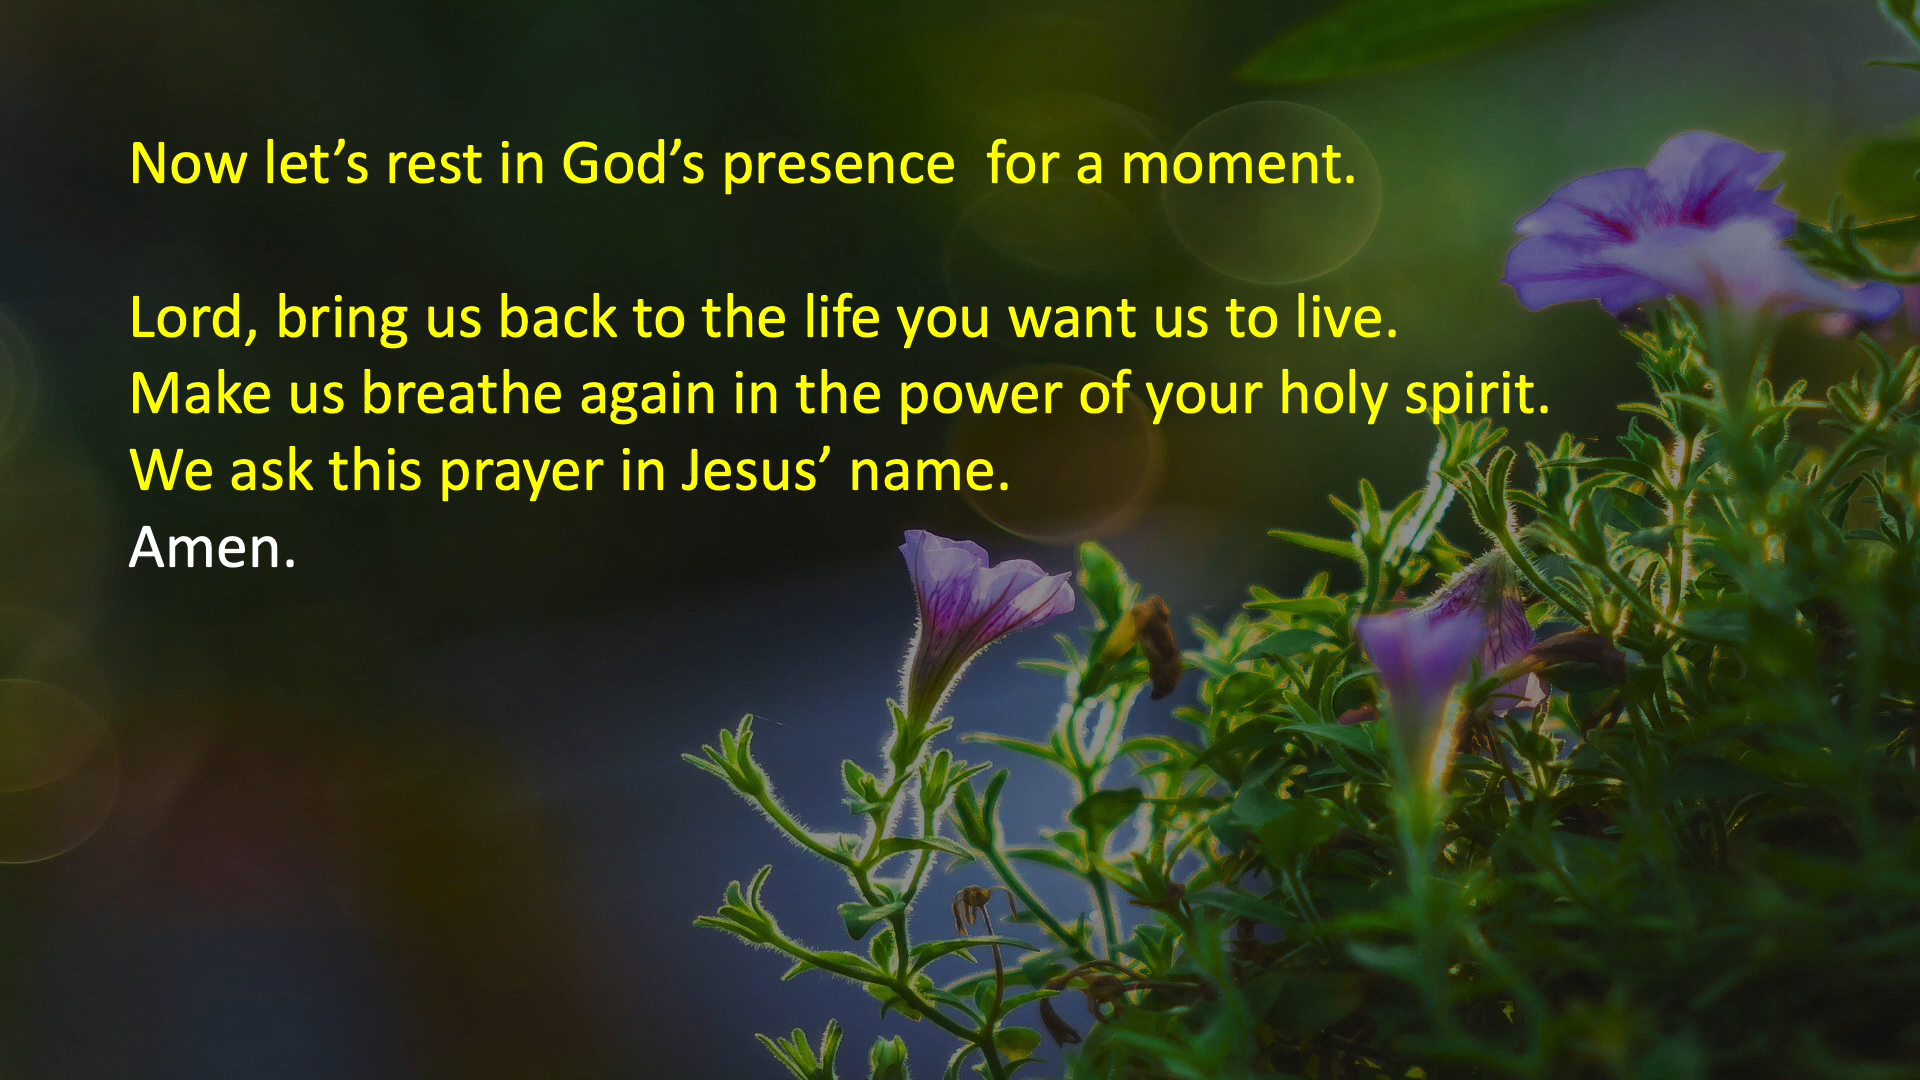 Now let’s rest in God’s presence  for a moment.
Lord, bring us back to the life you want us to live.
Make us breathe again in the power of your holy spirit.
We ask this prayer in Jesus’ name.
Amen.